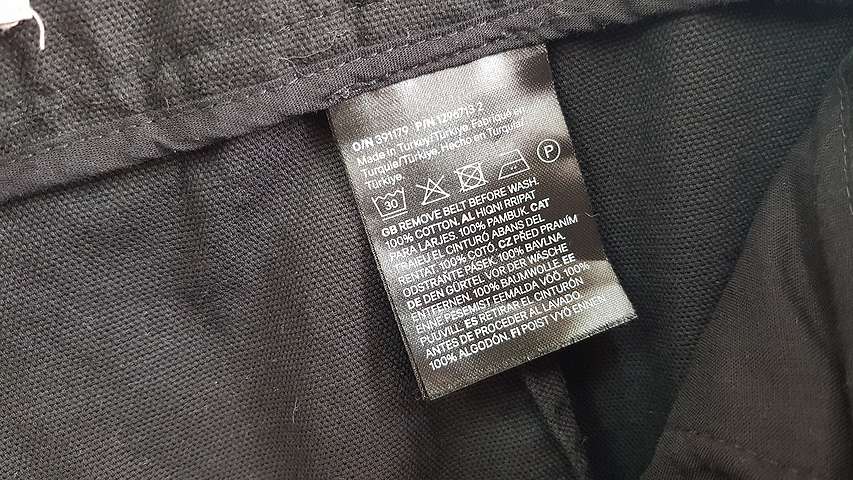 O/N 391179 P/N 1296713-2
Made in Turkey/Türkiye. Fabriqué en
Turquie/Türkiye. Hecho en Turquía/
Türkiye.
30 P
GB REMOVE BELT BEFORE WASH.
100% COTTON. AL HIQNI RRIPAT
PARA LARJES. 100% PAMBUK. CAT
TRAIEU EL CINTURÓ ABANS DEL
RENTAT. 100% COTÓ. CZ PŘED PRANÍM
ODSTRAŇTE PÁSEK. 100% BAVLNA.
DE DEN GÜRTEL VOR DER WÄSCHE
ENTFERNEN. 100% BAUMWOLLE. EE
ENNE PESEMIST EEMALDA VÖÖ. 100%
PUUVILL. ES RETIRAR EL CINTURÓN
ANTES DE PROCEDER AL LAVADO.
100% ALGODÓN. FI POIST VYÖ ENNEN